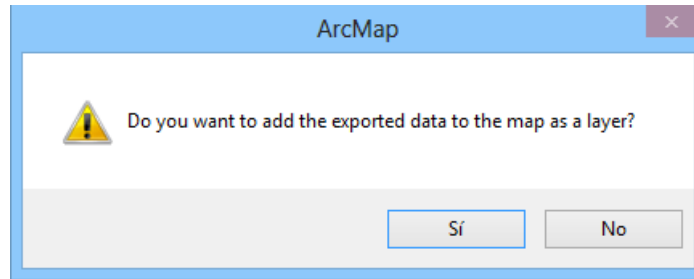 ArcMap
Do you want to add the exported data to the map as a layer?
Sí
No